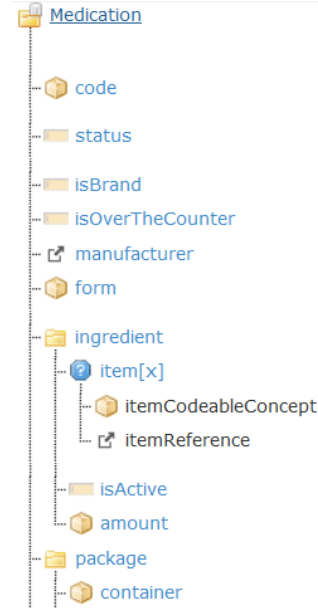 Medication
code
status
isBrand
isOverTheCounter
manufacturer
form
ingredient
item[x]
itemCodeableConcept
itemReference
isActive
amount
package
container